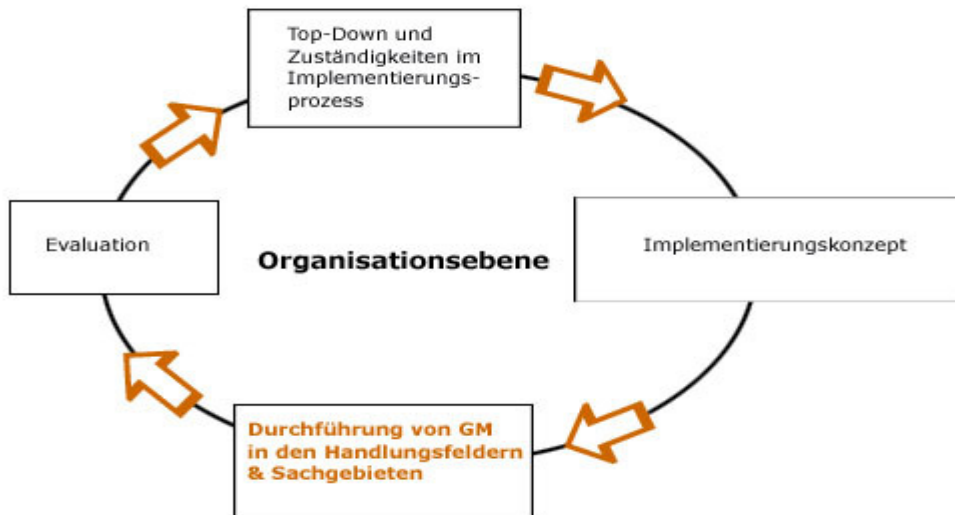 Top-Down und
Zuständigkeiten im
Implementierungs-
prozess
Evaluation
Organisationsebene
Implementierungskonzept
Durchführung von GM
in den Handlungsfeldern
& Sachgebieten